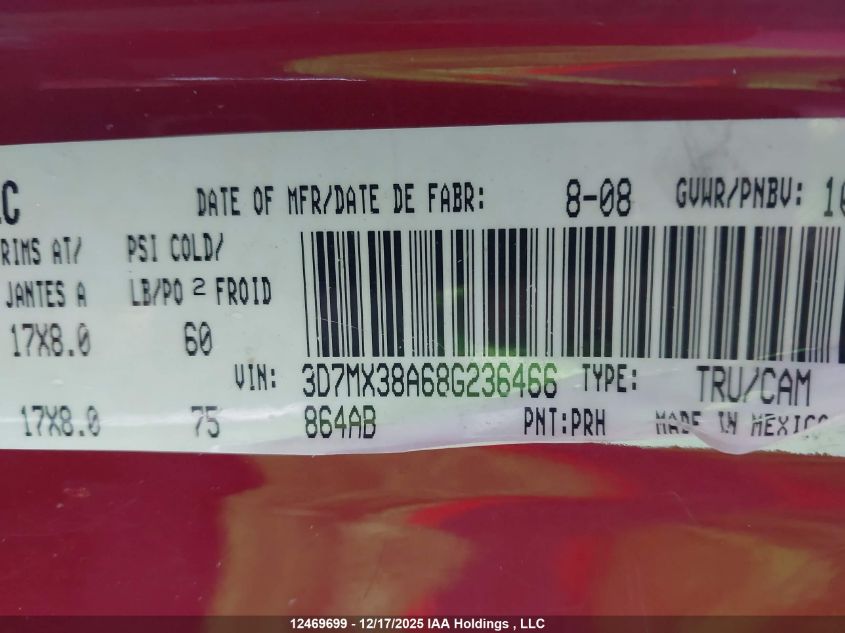 DATE OF MFR/DATE DE FABR: 8-08 GVWR/PNBV:
RIMS AT/ PSI COLD/
JANTES A LB/PO 2 FROID
17X8.0 60
VIN: 3D7MX38A68G236466 TYPE: TRU/CAM
17X8.0 75 864AB PNT:PRH MADE IN MEXICO
12469699 - 12/17/2025 IAA Holdings , LLC